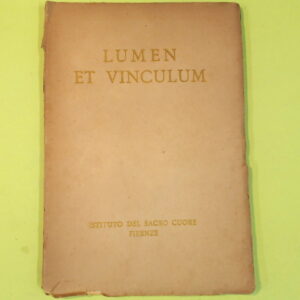 LUMEN
ET VINCULUM
ISTITUTO DEL SACRO CUORE
FIRENZE